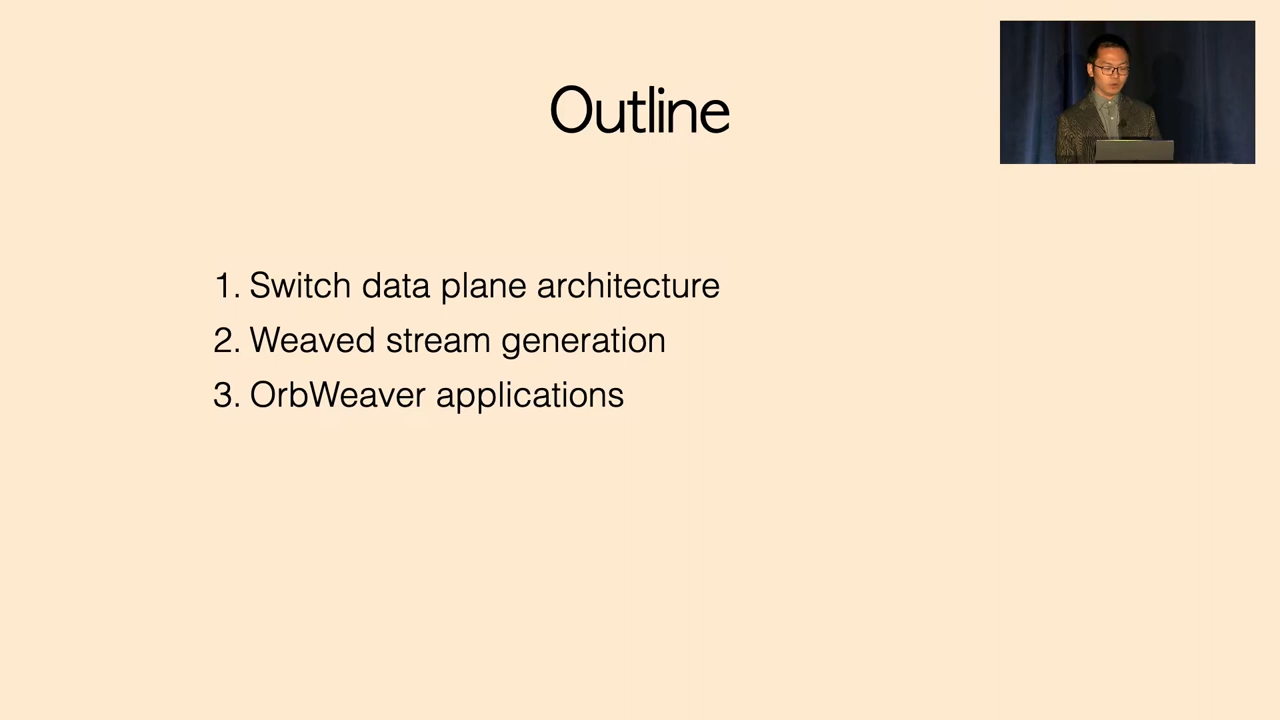 Outline
1. Switch data plane architecture
2. Weaved stream generation
3. OrbWeaver applications